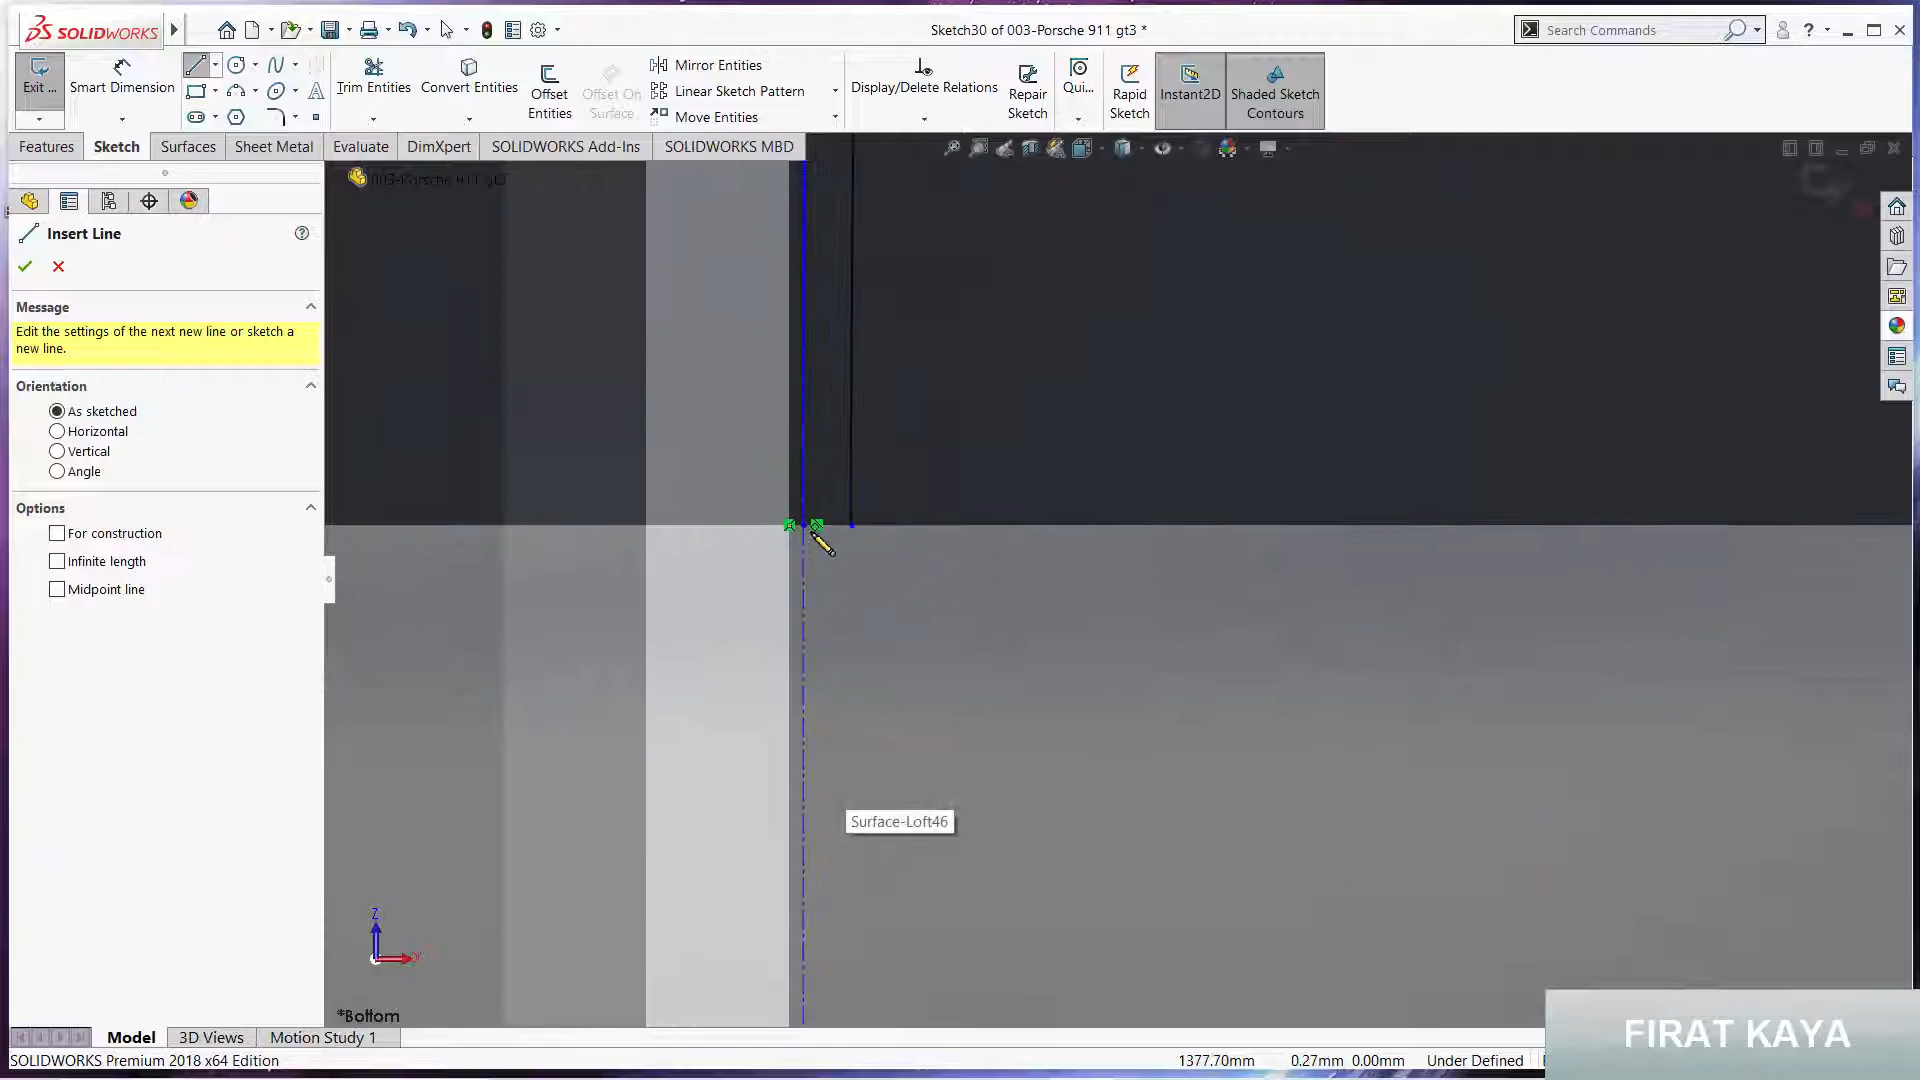 SOLIDWORKS
Sketch30 of 003-Porsche 911 gt3 *
Search Commands
Exit ...
Smart Dimension
Trim Entities
Convert Entities
Offset Entities
Offset On Surface
Mirror Entities
Linear Sketch Pattern
Move Entities
Display/Delete Relations
Repair Sketch
Qui...
Rapid Sketch
Instant2D
Shaded Sketch Contours
Features
Sketch
Surfaces
Sheet Metal
Evaluate
DimXpert
SOLIDWORKS Add-Ins
SOLIDWORKS MBD
003-Porsche 911 gt3
Insert Line
Message
Edit the settings of the next new line or sketch a
new line.
Orientation
As sketched
Horizontal
Vertical
Angle
Options
For construction
Infinite length
Midpoint line
Surface-Loft46
Z
X
*Bottom
Model
3D Views
Motion Study 1
FIRAT KAYA
SOLIDWORKS Premium 2018 x64 Edition
1377.70mm
0.27mm
0.00mm
Under Defined